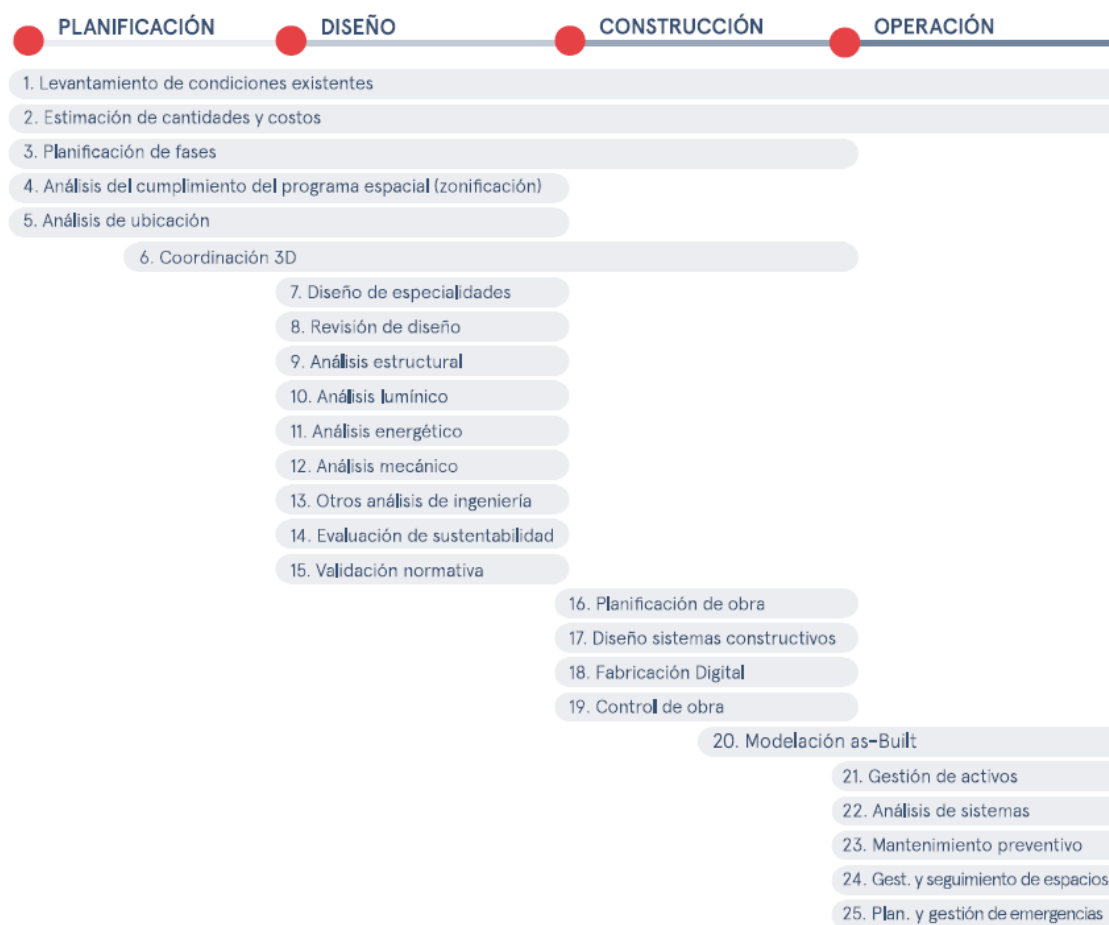 PLANIFICACIÓN DISEÑO CONSTRUCCIÓN OPERACIÓN
1. Levantamiento de condiciones existentes
2. Estimación de cantidades y costos
3. Planificación de fases
4. Análisis del cumplimiento del programa espacial (zonificación)
5. Análisis de ubicación
6. Coordinación 3D
7. Diseño de especialidades
8. Revisión de diseño
9. Análisis estructural
10. Análisis lumínico
11. Análisis energético
12. Análisis mecánico
13. Otros análisis de ingeniería
14. Evaluación de sustentabilidad
15. Validación normativa
16. Planificación de obra
17. Diseño sistemas constructivos
18. Fabricación Digital
19. Control de obra
20. Modelación as-Built
21. Gestión de activos
22. Análisis de sistemas
23. Mantenimiento preventivo
24. Gest. y seguimiento de espacios
25. Plan. y gestión de emergencias